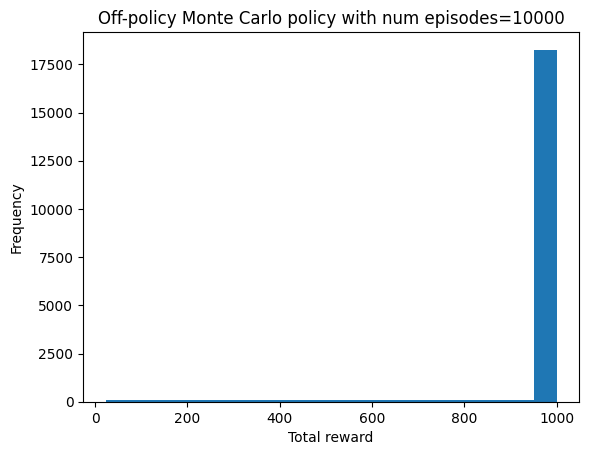 Off-policy Monte Carlo policy with num episodes=10000
17500
15000
12500
10000
7500
5000
2500
0
Frequency
0 200 400 600 800 1000
Total reward